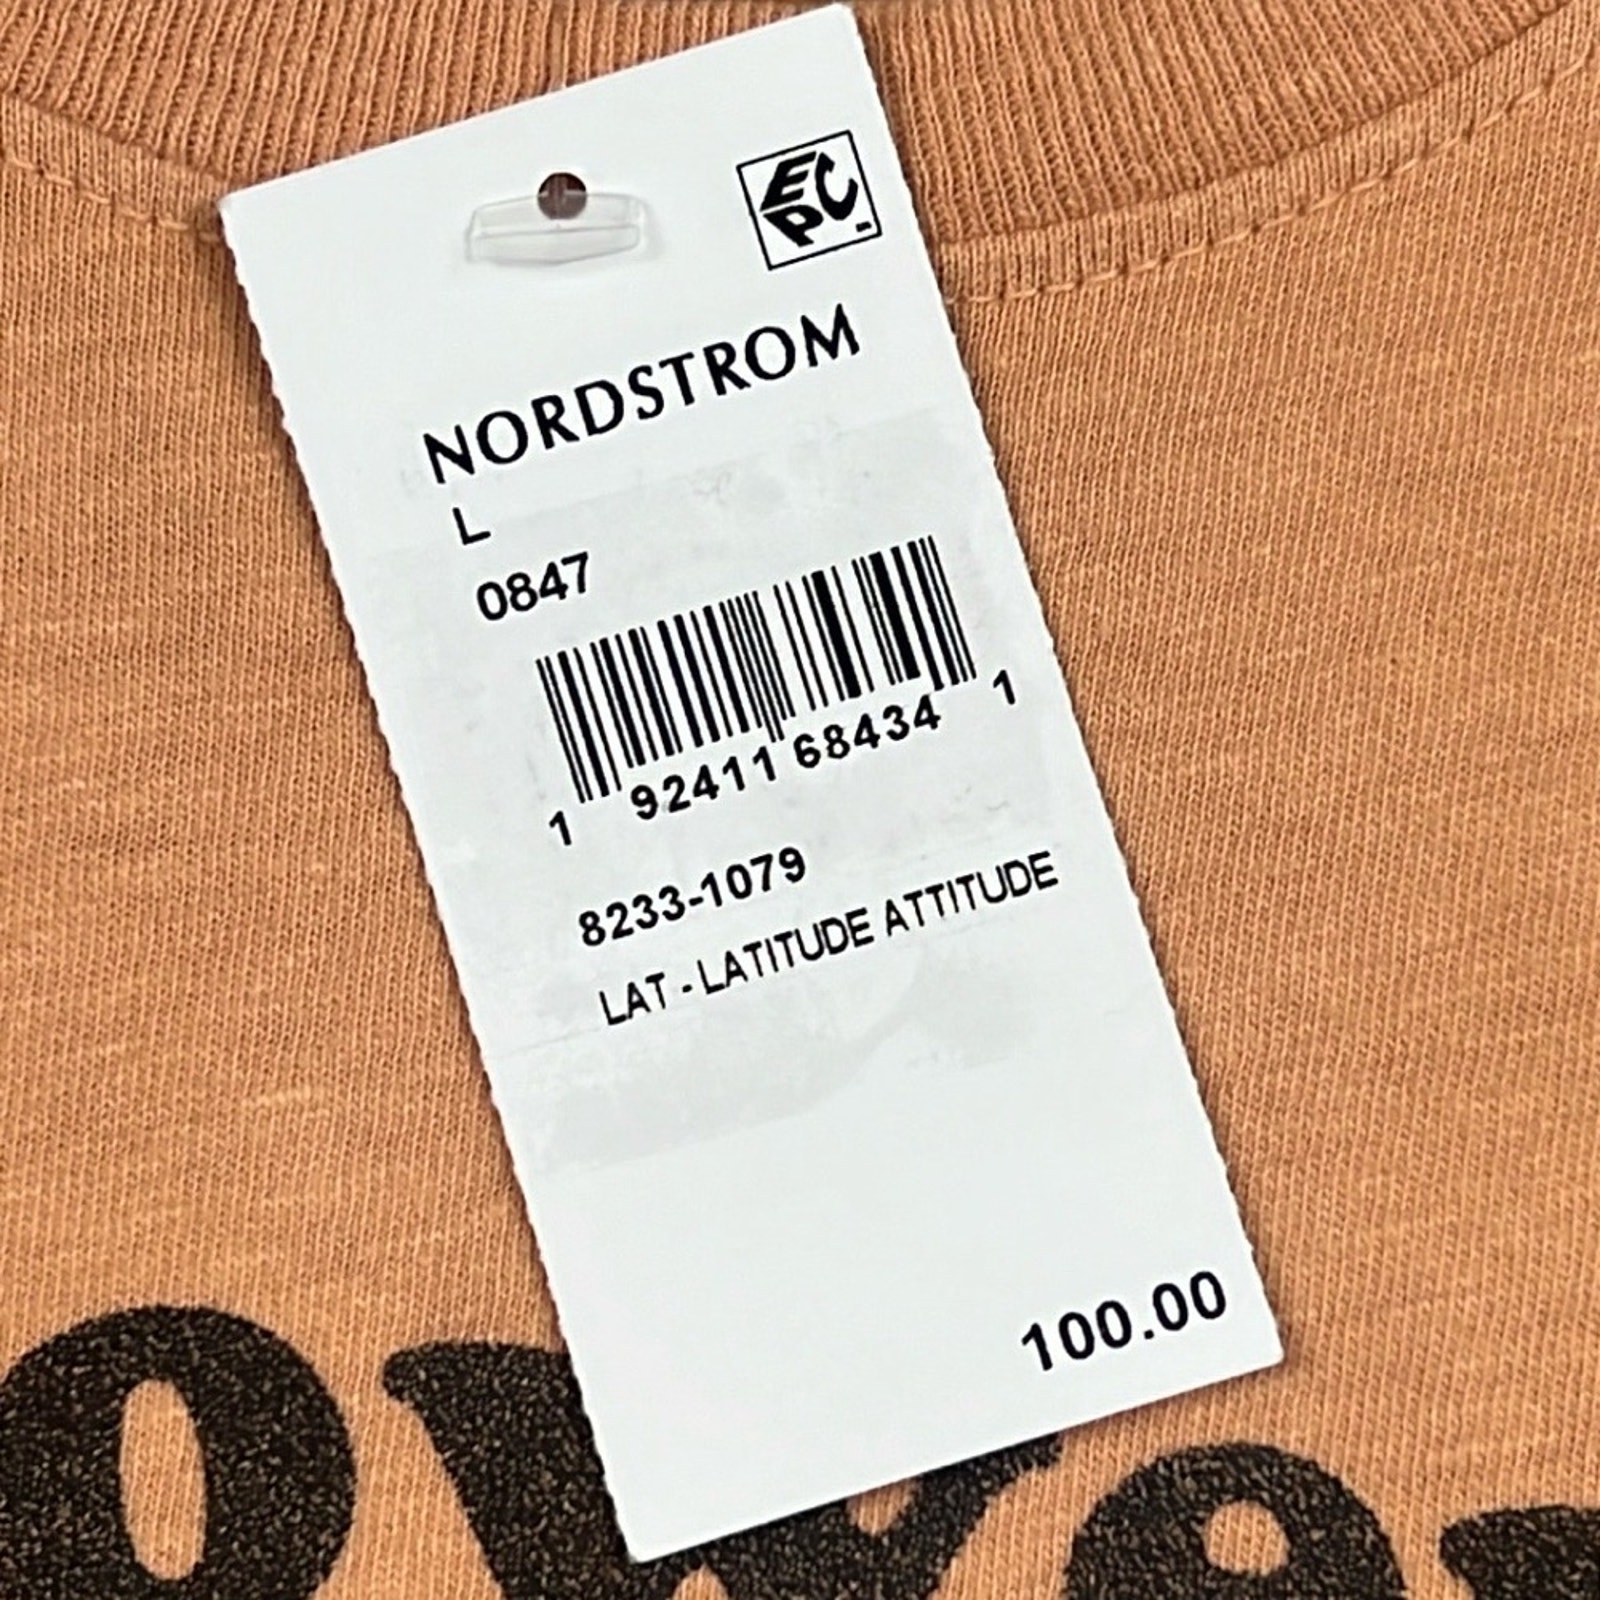 EPC
NORDSTROM
L
0847
1 92411 68434 1
8233-1079
LAT - LATITUDE ATTITUDE
100.00